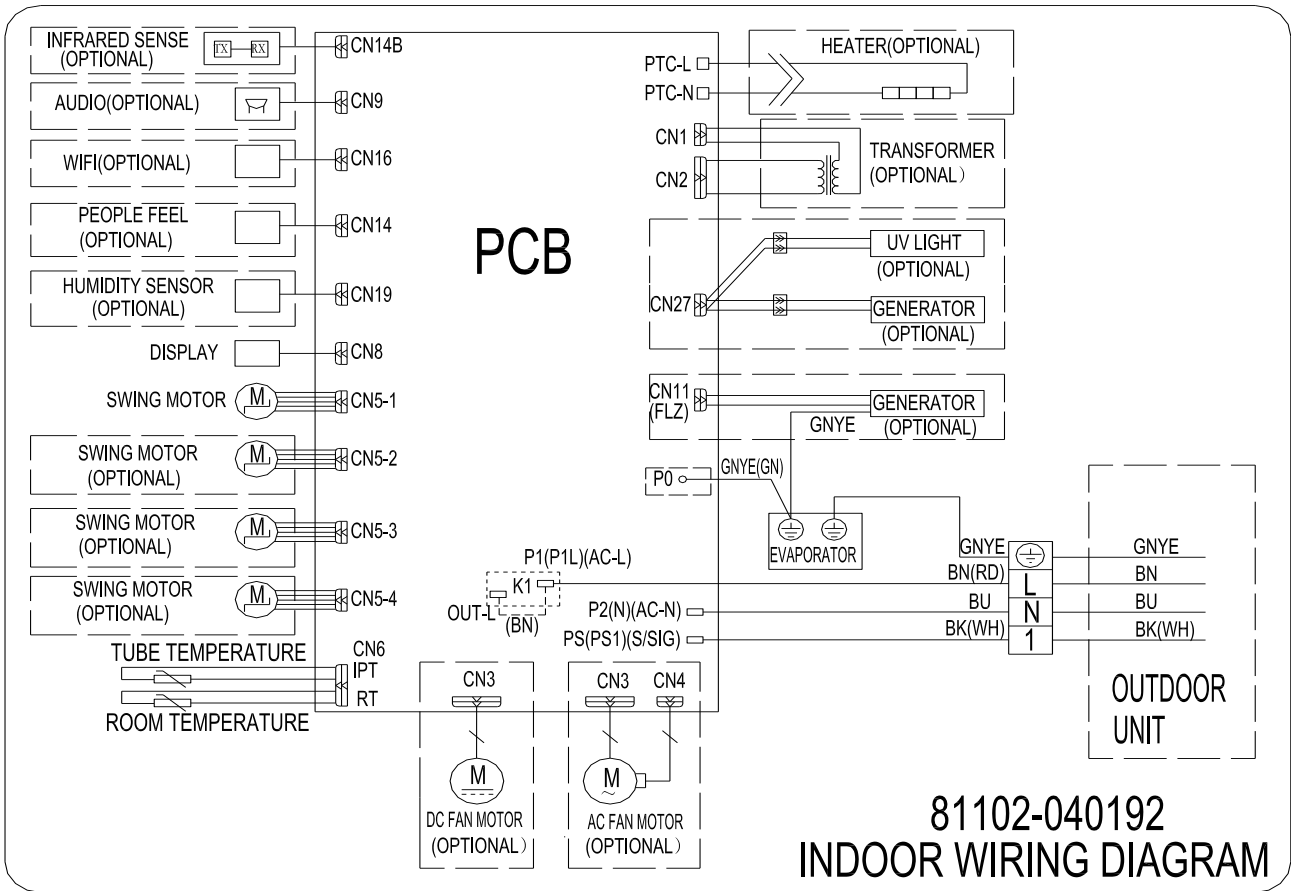 INFRARED SENSE
(OPTIONAL)
TX
RX
CN14B
AUDIO(OPTIONAL)
CN9
WIFI(OPTIONAL)
CN16
PEOPLE FEEL
(OPTIONAL)
CN14
HUMIDITY SENSOR
(OPTIONAL)
CN19
DISPLAY
CN8
SWING MOTOR
M
CN5-1
SWING MOTOR
(OPTIONAL)
M
CN5-2
SWING MOTOR
(OPTIONAL)
M
CN5-3
SWING MOTOR
(OPTIONAL)
M
CN5-4
TUBE TEMPERATURE
CN6
IPT
RT
ROOM TEMPERATURE
PCB
PTC-L
PTC-N
HEATER(OPTIONAL)
CN1
CN2
TRANSFORMER
(OPTIONAL)
CN27
UV LIGHT
(OPTIONAL)
GENERATOR
(OPTIONAL)
CN11
(FLZ)
GENERATOR
(OPTIONAL)
GNYE
P0
GNYE(GN)
EVAPORATOR
P1(P1L)(AC-L)
K1
OUT-L
(BN)
P2(N)(AC-N)
PS(PS1)(S/SIG)
GNYE
BN(RD)
BU
BK(WH)
L
N
1
GNYE
BN
BU
BK(WH)
OUTDOOR
UNIT
CN3
M
DC FAN MOTOR
(OPTIONAL)
CN3
CN4
M
~
AC FAN MOTOR
(OPTIONAL)
81102-040192
INDOOR WIRING DIAGRAM